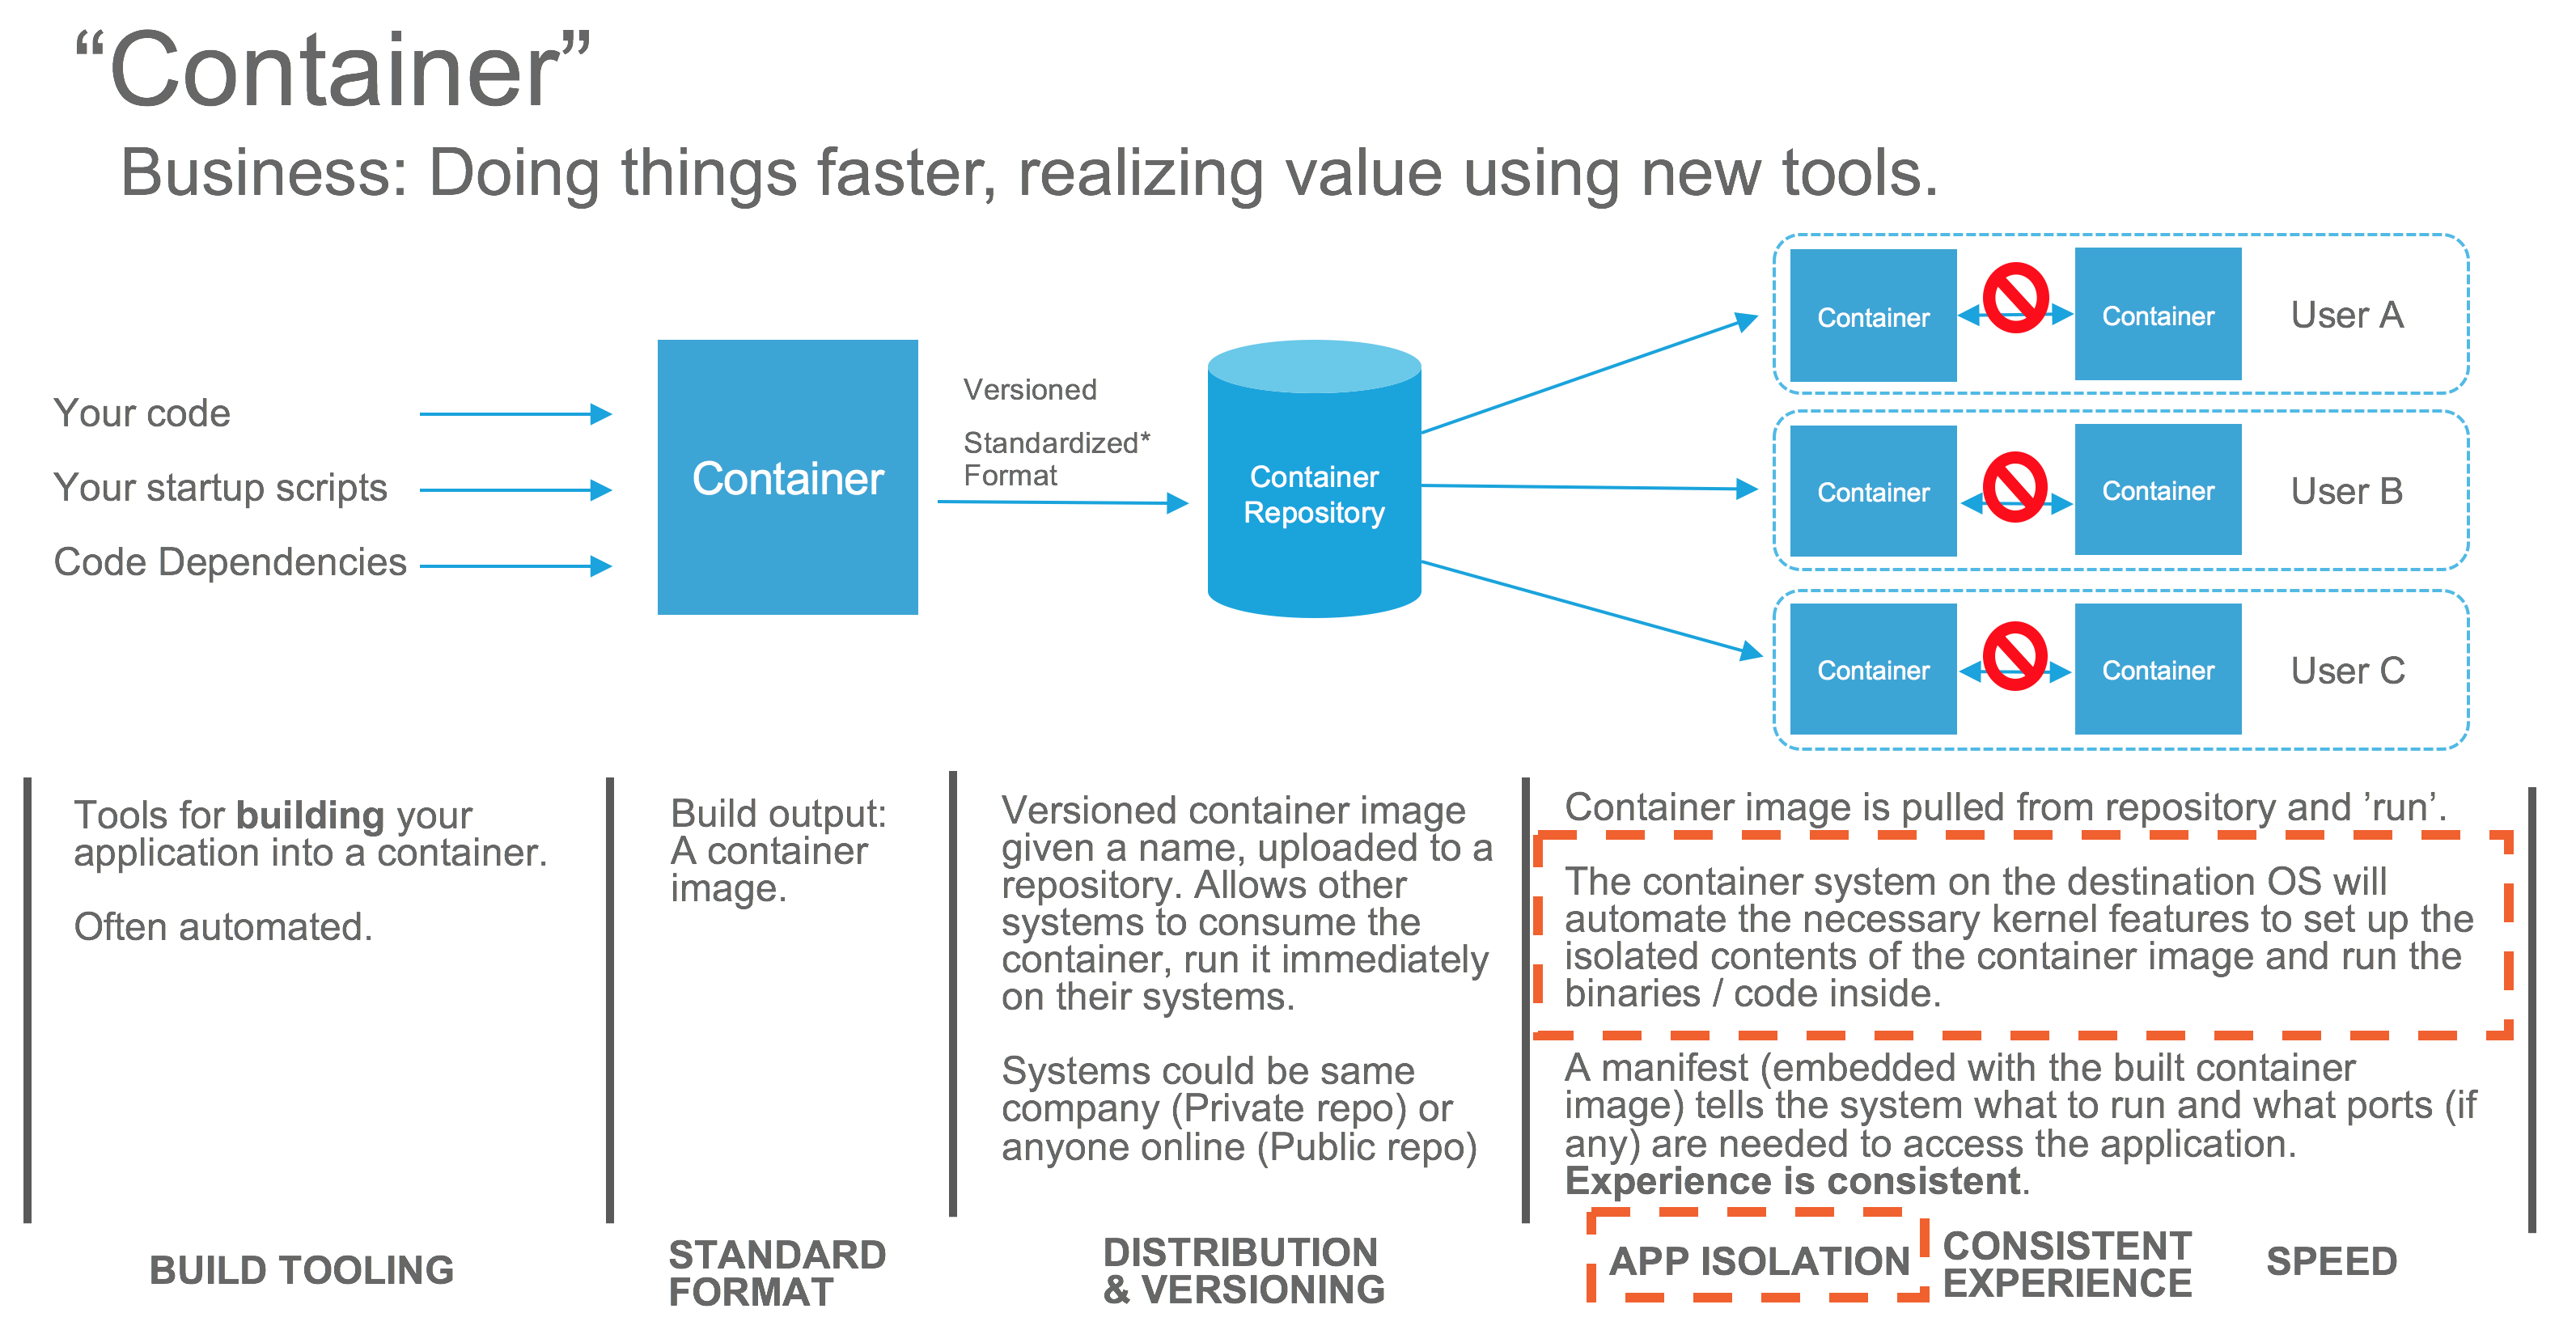 “Container”
Business: Doing things faster, realizing value using new tools.
Your code
Your startup scripts
Code Dependencies
Container
Versioned
Standardized*
Format
Container
Repository
Container
Container
User A
Container
Container
User B
Container
Container
User C
Tools for building your
application into a container.
Often automated.
BUILD TOOLING
Build output:
A container
image.
STANDARD
FORMAT
Versioned container image
given a name, uploaded to a
repository. Allows other
systems to consume the
container, run it immediately
on their systems.
Systems could be same
company (Private repo) or
anyone online (Public repo)
DISTRIBUTION
& VERSIONING
Container image is pulled from repository and ’run’.
The container system on the destination OS will
automate the necessary kernel features to set up the
isolated contents of the container image and run the
binaries / code inside.
A manifest (embedded with the built container
image) tells the system what to run and what ports (if
any) are needed to access the application.
Experience is consistent.
APP ISOLATION
CONSISTENT
EXPERIENCE
SPEED